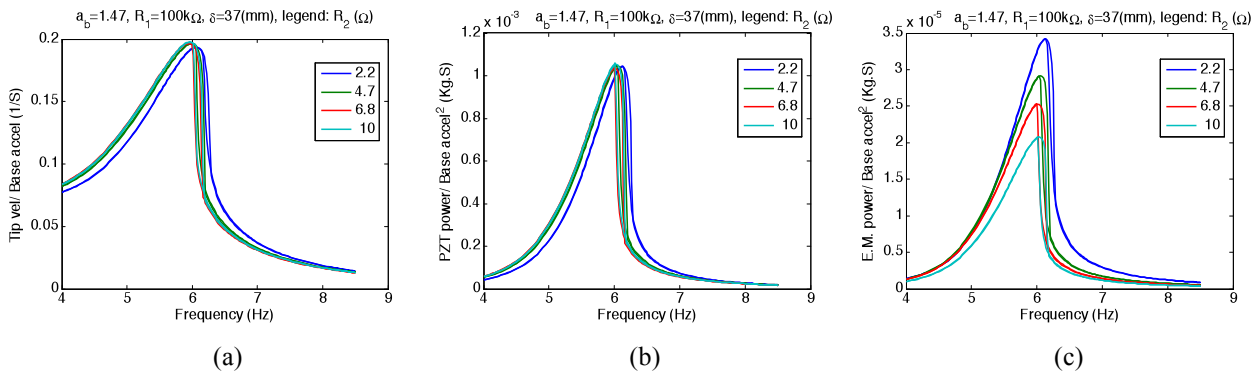 a_b=1.47, R_1=100kΩ, δ=37(mm), legend: R_2 (Ω)
0.2
0.15
0.1
0.05
0
Tip vel/ Base accel (1/S)
2.2
4.7
6.8
10
4 5 6 7 8 9
Frequency (Hz)
(a)
x 10^-3 a_b=1.47, R_1=100kΩ, δ=37(mm), legend: R_2 (Ω)
1.2
1
0.8
0.6
0.4
0.2
0
PZT power/ Base accel^2 (Kg.S)
2.2
4.7
6.8
10
4 5 6 7 8 9
Frequency (Hz)
(b)
x 10^-5 a_b=1.47, R_1=100kΩ, δ=37(mm), legend: R_2 (Ω)
3.5
3
2.5
2
1.5
1
0.5
0
E.M. power/ Base accel^2 (Kg.S)
2.2
4.7
6.8
10
4 5 6 7 8 9
Frequency (Hz)
(c)